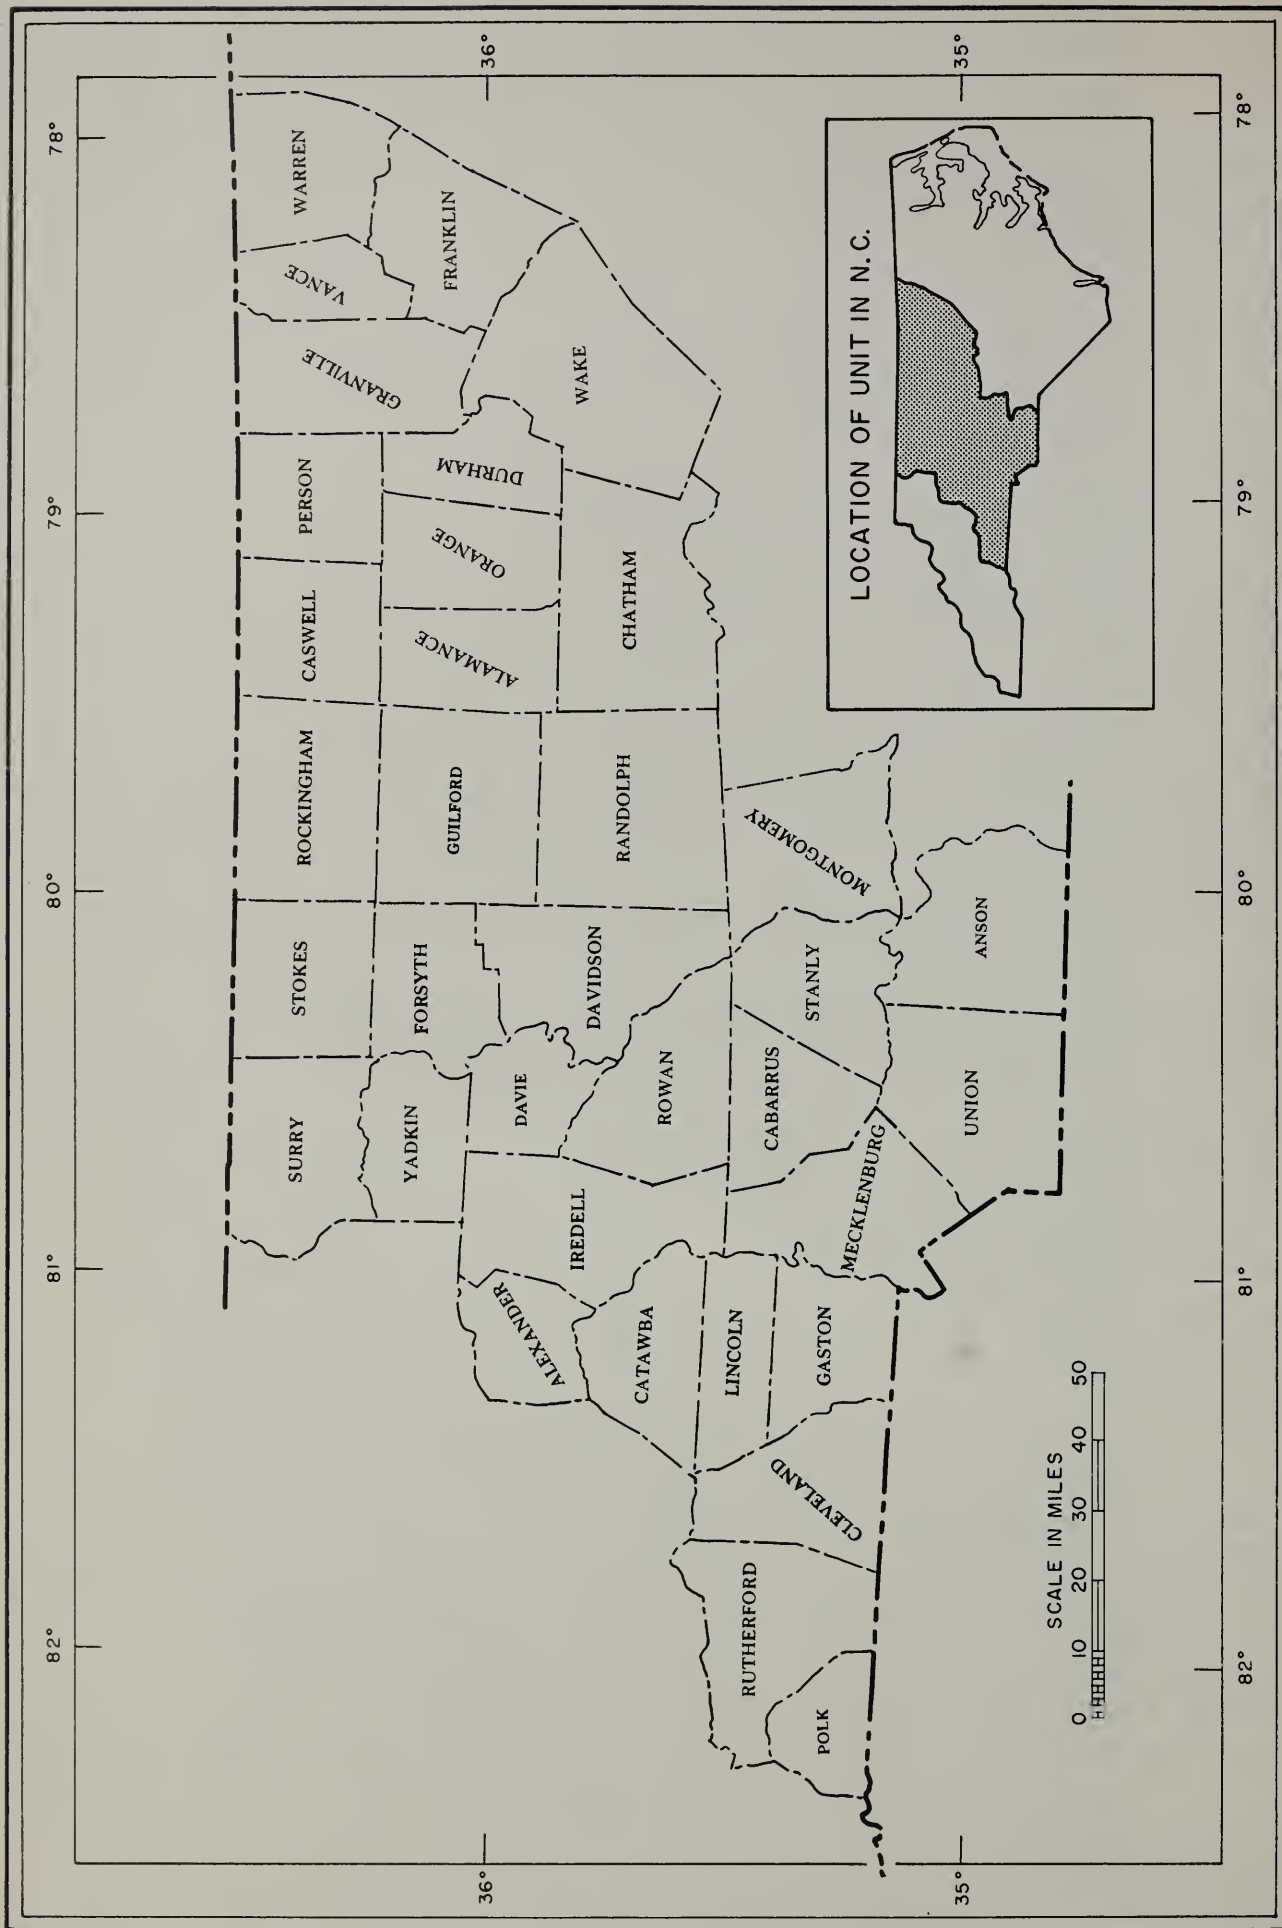 82°
81°
80°
79°
78°
36°
36°
35°
35°
SURRY
STOKES
ROCKINGHAM
CASWELL
PERSON
GRANVILLE
VANCE
WARREN
YADKIN
FORSYTH
GUILFORD
ALAMANCE
ORANGE
DURHAM
FRANKLIN
ALEXANDER
IREDELL
DAVIE
DAVIDSON
RANDOLPH
CHATHAM
WAKE
CATAWBA
ROWAN
RUTHERFORD
LINCOLN
CABARRUS
STANLY
MONTGOMERY
POLK
CLEVELAND
GASTON
MECKLENBURG
UNION
ANSON
LOCATION OF UNIT IN N.C.
SCALE IN MILES
0 10 20 30 40 50
82°
81°
80°
79°
78°